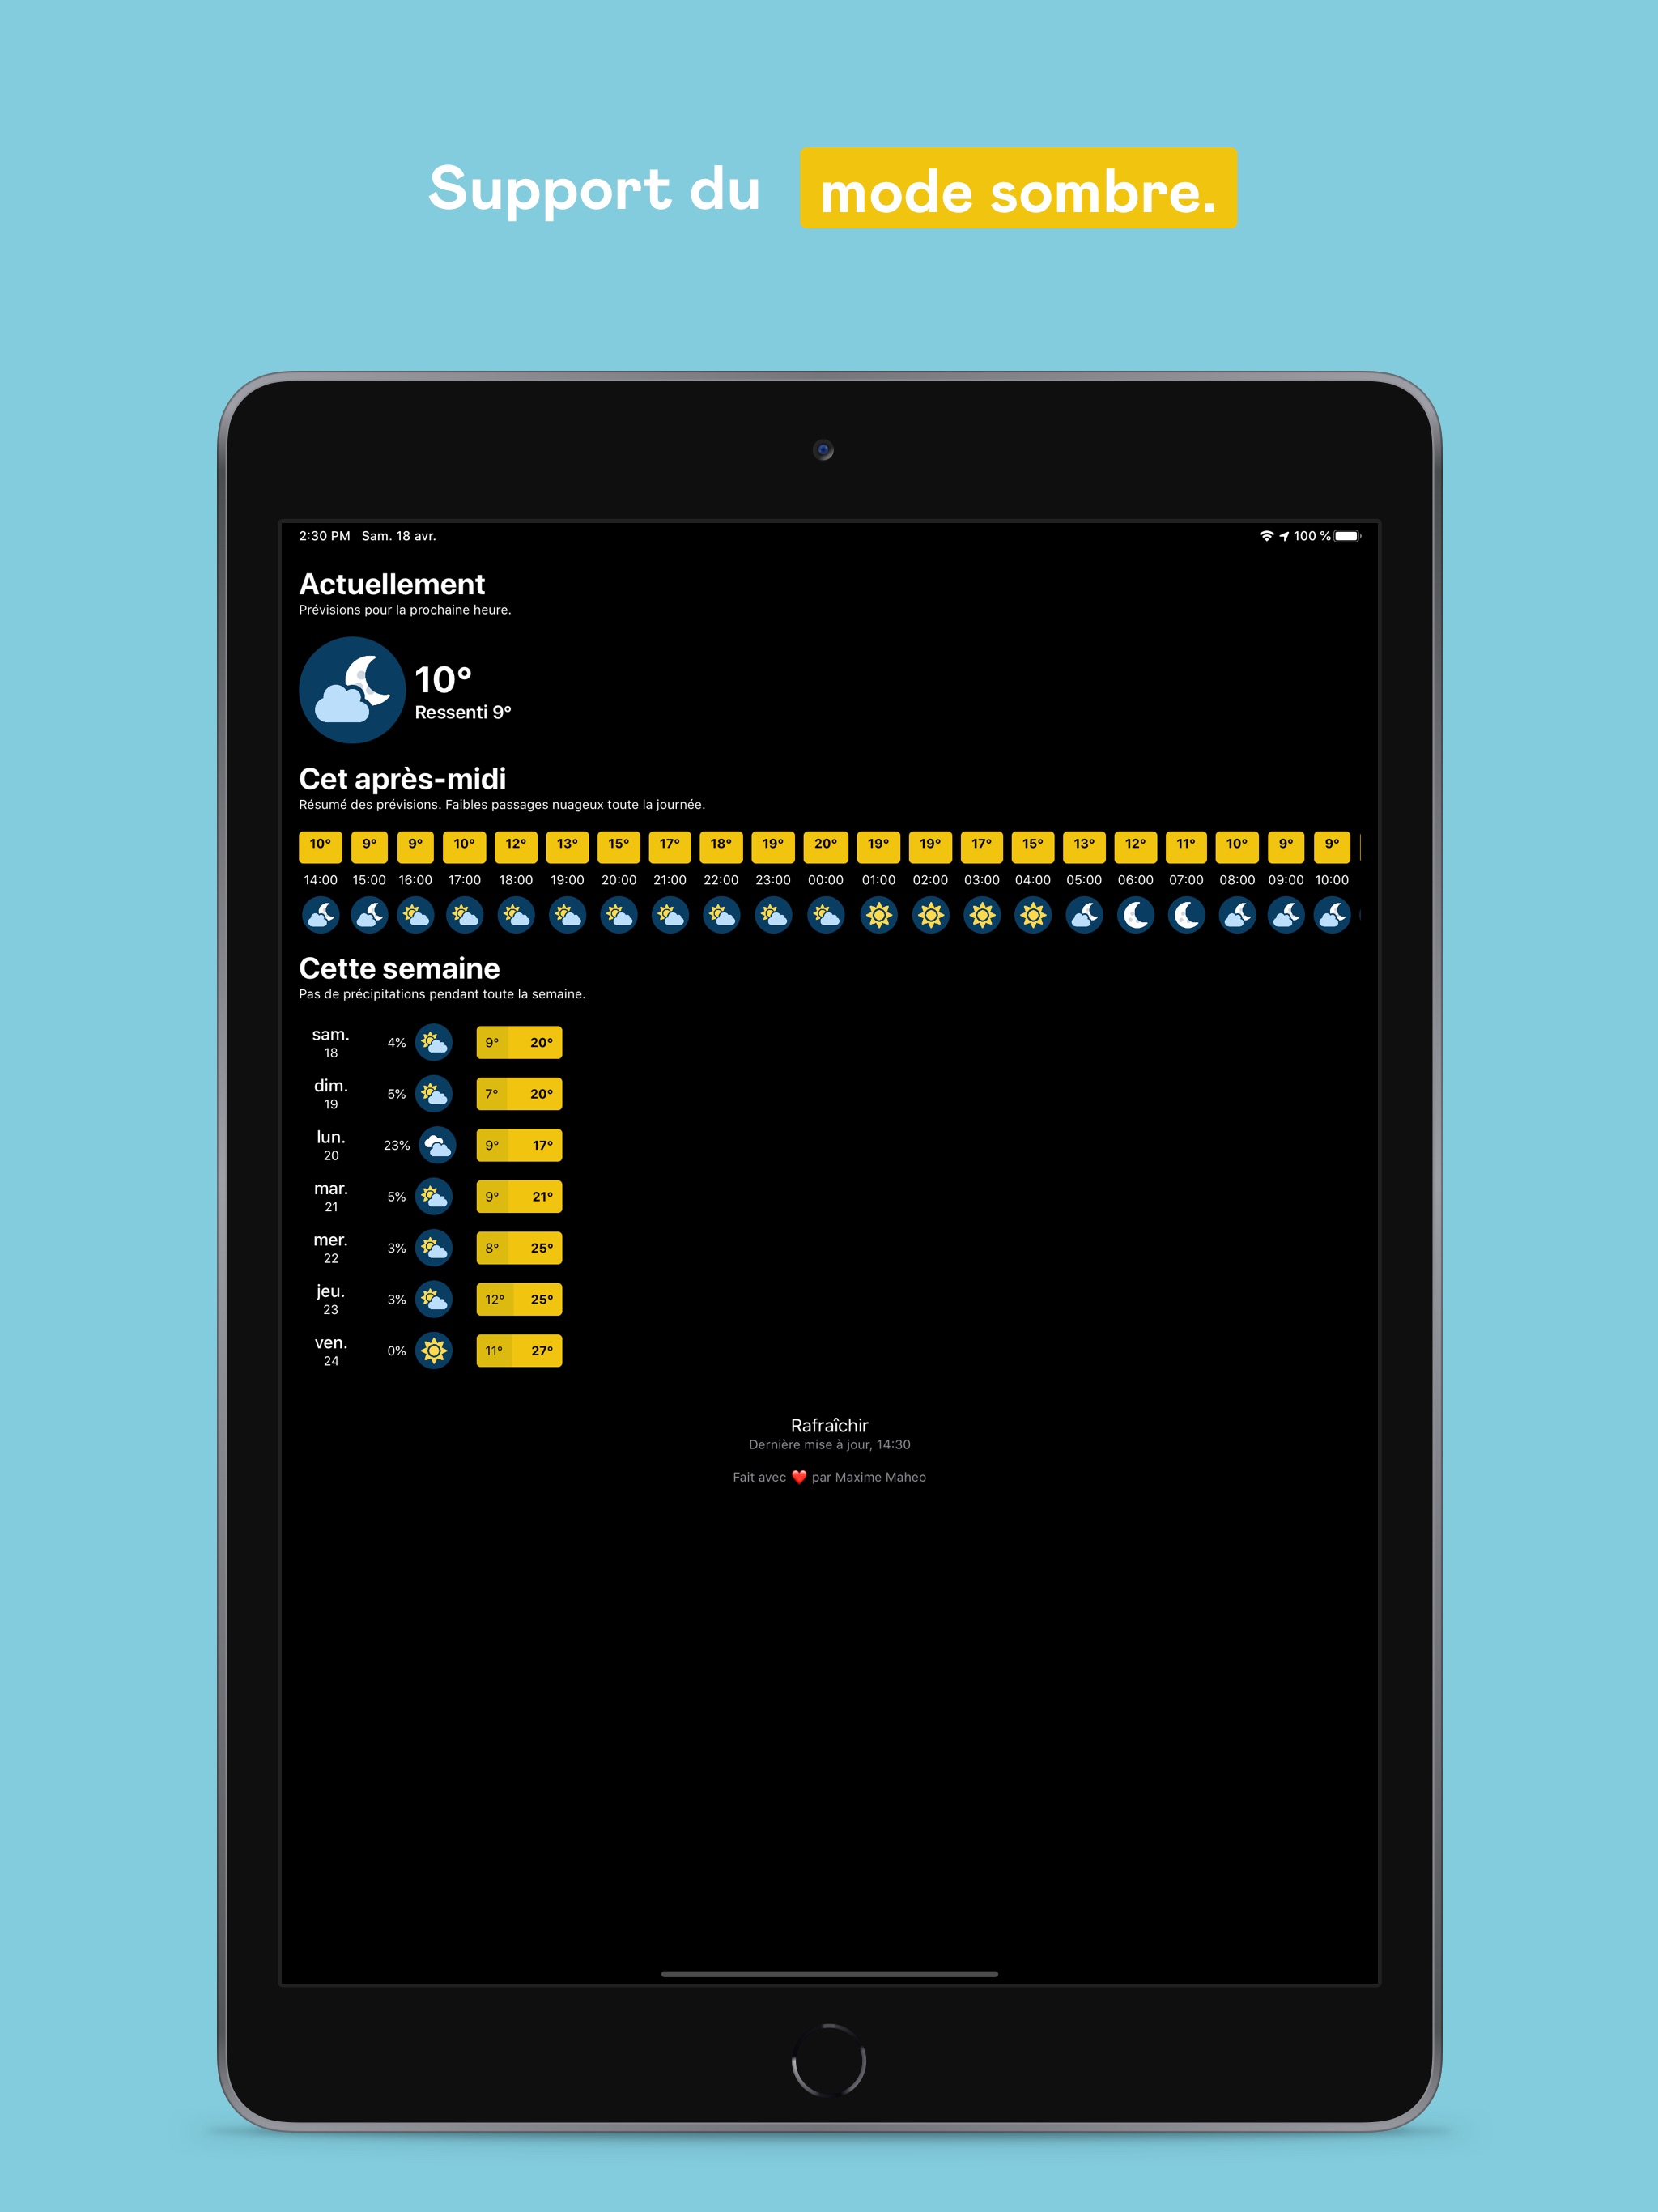 Support du mode sombre.
2:30 PM Sam. 18 avr. 100 %
Actuellement
Prévisions pour la prochaine heure.
10°
Ressenti 9°
Cet après-midi
Résumé des prévisions. Faibles passages nuageux toute la journée.
10° 9° 9° 10° 12° 13° 15° 17° 18° 19° 20° 19° 19° 17° 15° 13° 12° 11° 10° 9° 9°
14:00 15:00 16:00 17:00 18:00 19:00 20:00 21:00 22:00 23:00 00:00 01:00 02:00 03:00 04:00 05:00 06:00 07:00 08:00 09:00 10:00
Cette semaine
Pas de précipitations pendant toute la semaine.
sam.
18
4% 9° 20°
dim.
19
5% 7° 20°
lun.
20
23% 9° 17°
mar.
21
5% 9° 21°
mer.
22
3% 8° 25°
jeu.
23
3% 12° 25°
ven.
24
0% 11° 27°
Rafraîchir
Dernière mise à jour, 14:30
Fait avec ❤️ par Maxime Maheo